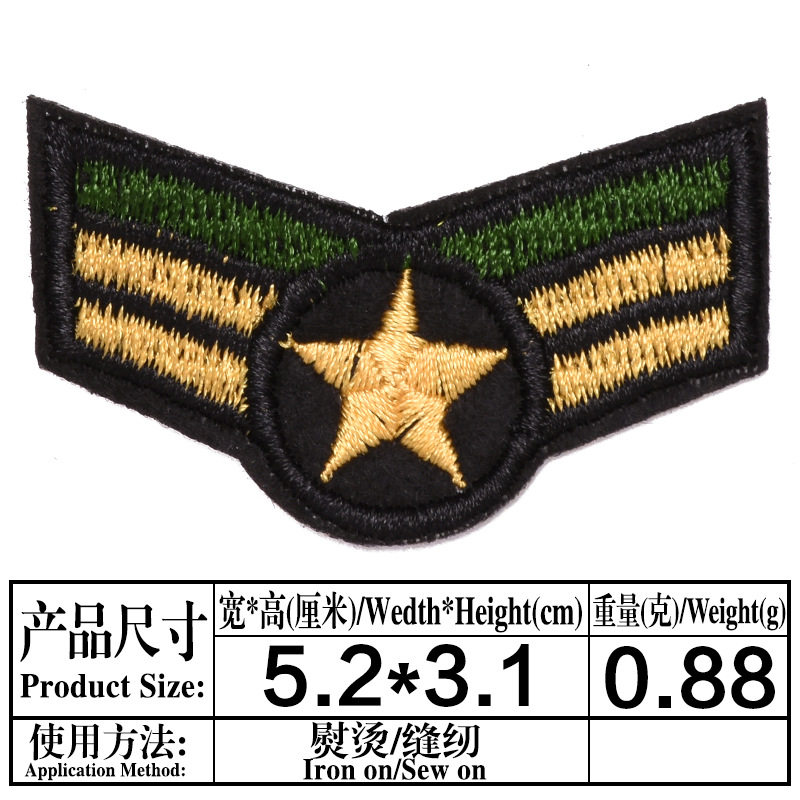 产品尺寸
Product Size:
宽*高(厘米)/Wedth*Height(cm)
重量(克)/Weight(g)
5.2*3.1
0.88
使用方法:
Application Method:
熨烫/缝纫
Iron on/Sew on